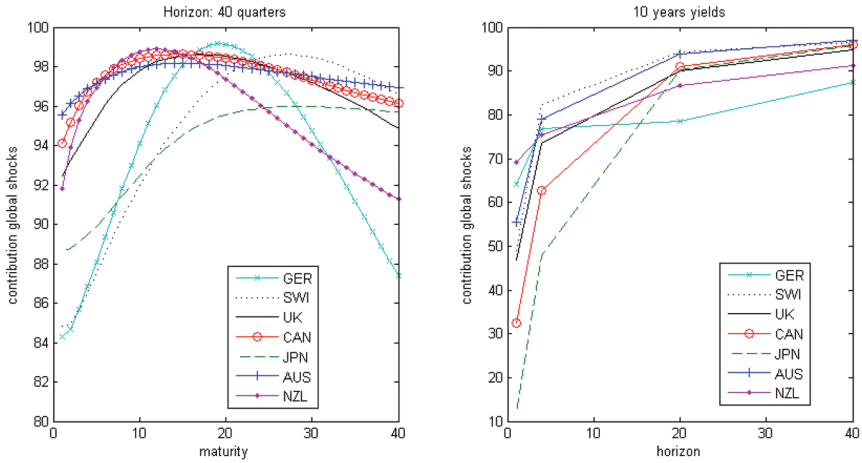 Horizon: 40 quarters
100
98
96
94
92
90
88
86
84
82
80
contribution global shocks
0
10
20
30
40
maturity
GER
SWI
UK
CAN
JPN
AUS
NZL
10 years yields
100
90
80
70
60
50
40
30
20
10
contribution global shocks
0
10
20
30
40
horizon
GER
SWI
UK
CAN
JPN
AUS
NZL